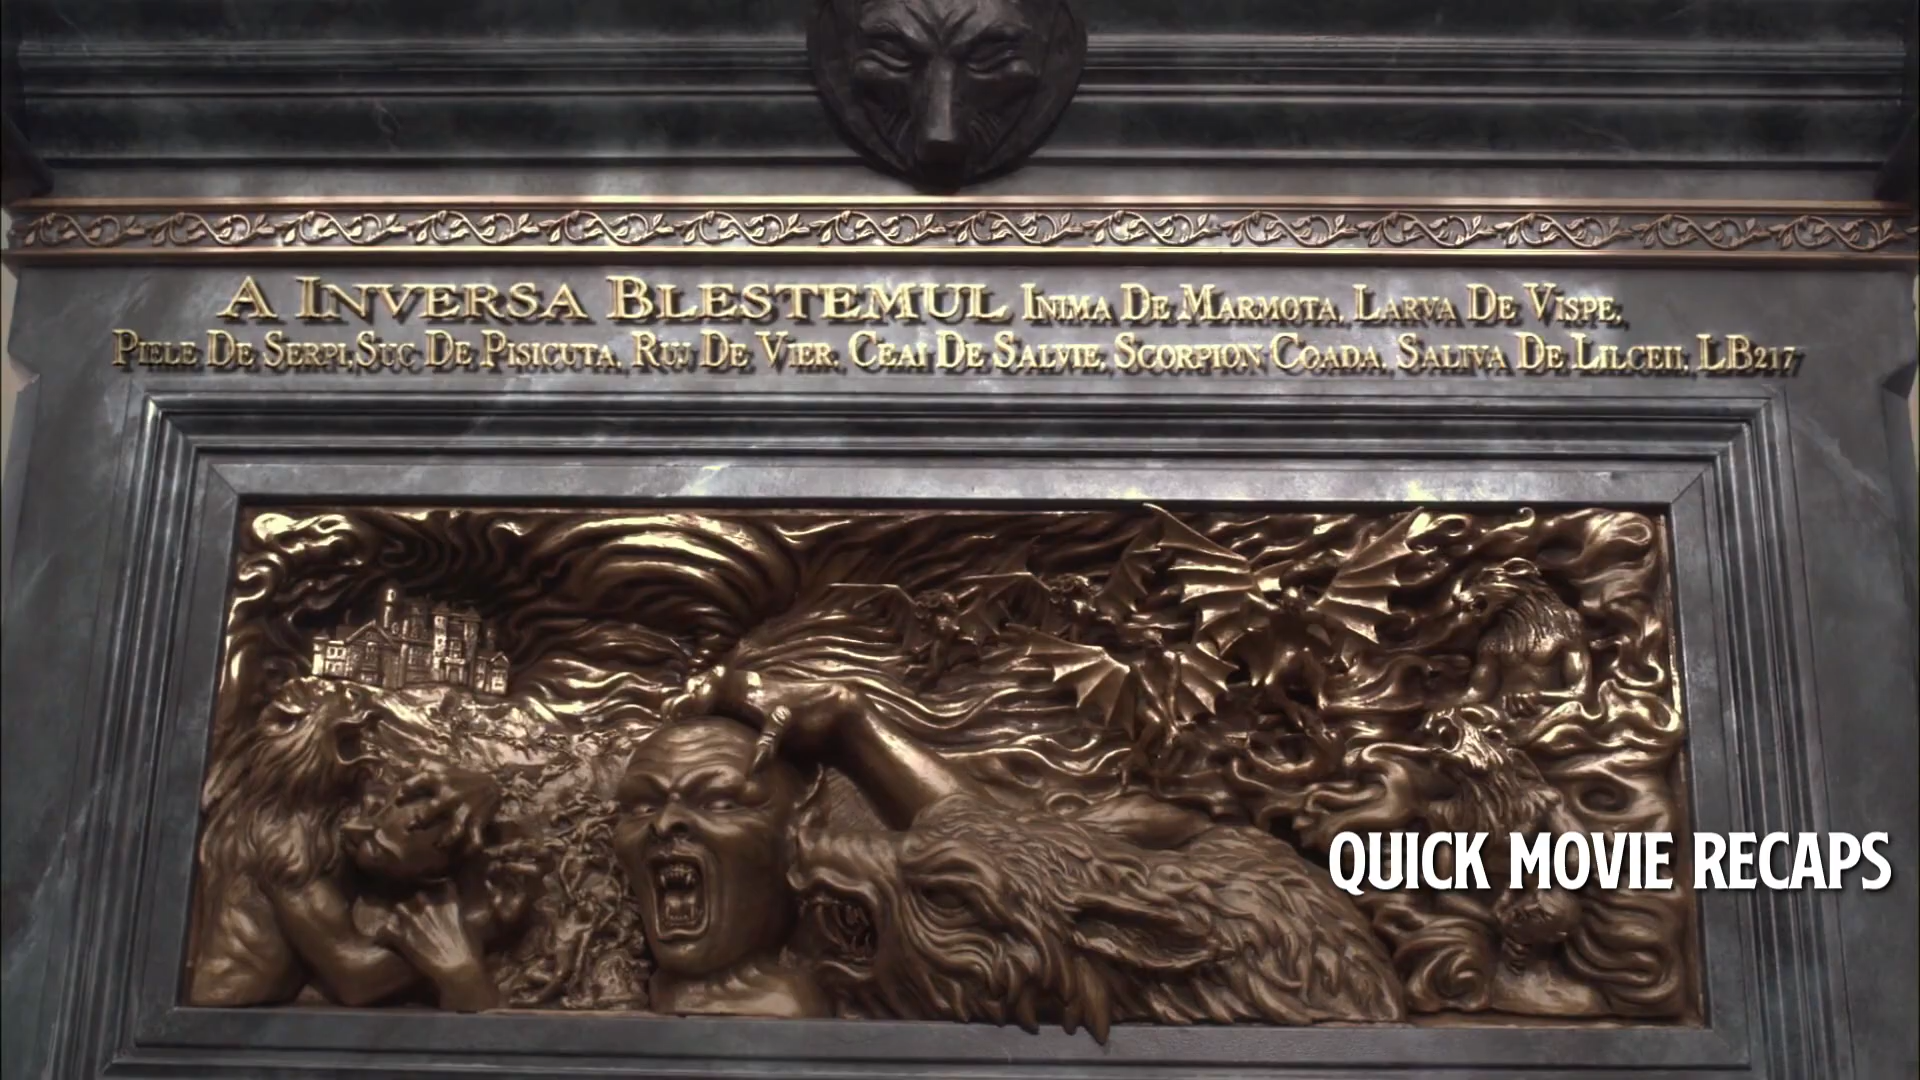 A INVERSA BLESTEMUL INIMA DE MARMOTA, LARVA DE VISPE,
PIELE DE SERPI, SUC DE PISICUTA, RUJ DE VIER, CEAI DE SALVIE, SCORPION COADA, SALIVA DE LILCEII, LB217
QUICK MOVIE RECAPS